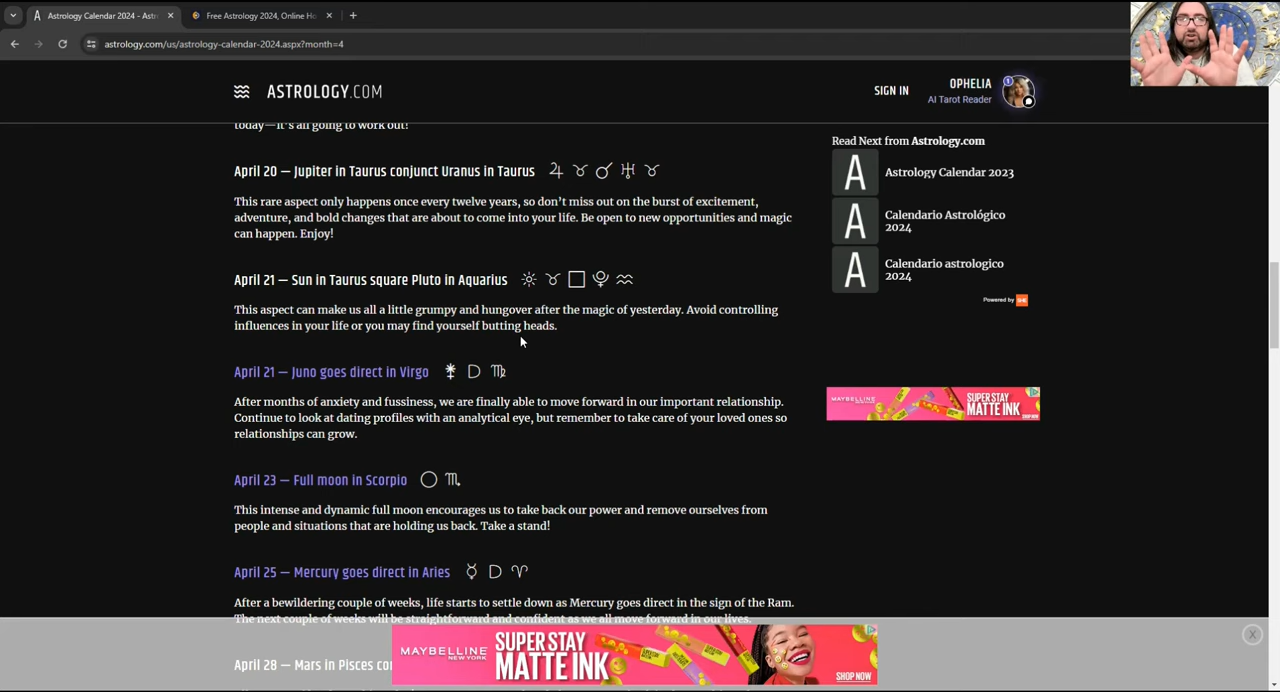 Astrology Calendar 2024 - Astr
Free Astrology 2024, Online Ho
astrology.com/us/astrology-calendar-2024.aspx?month=4
ASTROLOGY.COM
SIGN IN
OPHELIA
AI Tarot Reader
1
today—it's all going to work out!
April 20 — Jupiter in Taurus conjunct Uranus in Taurus ♃ ♉ ☌ ♅ ♉
This rare aspect only happens once every twelve years, so don't miss out on the burst of excitement,
adventure, and bold changes that are about to come into your life. Be open to new opportunities and magic
can happen. Enjoy!
April 21 — Sun in Taurus square Pluto in Aquarius
This aspect can make us all a little grumpy and hungover after the magic of yesterday. Avoid controlling
influences in your life or you may find yourself butting heads.
April 21 — Juno goes direct in Virgo D ♍
After months of anxiety and fussiness, we are finally able to move forward in our important relationship.
Continue to look dating profiles with an analytical eye, but remember to take care of your loved ones so
relationships can grow.
April 23 — Full moon in Scorpio ♏
This intense and dynamic full moon encourages us to take back our power and remove ourselves from
people and situations that are holding us back. Take a stand!
April 25 — Mercury goes direct in Aries ☿ D ♈
After a bewildering couple of weeks, life starts to settle down as Mercury goes direct in the sign of the Ram.
The next couple of weeks will be straightforward and confident as we all move forward in our lives.
April 28 — Mars in Pisces con
Read Next from Astrology.com
A Astrology Calendar 2023
A Calendario Astrológico
2024
A Calendario astrologico
2024
Powered by
MAYBELLINE
SUPER STAY
MATTE INK
SHOP NOW
MAYBELLINE
NEW YORK
SUPER STAY
MATTE INK
SHOP NOW
X